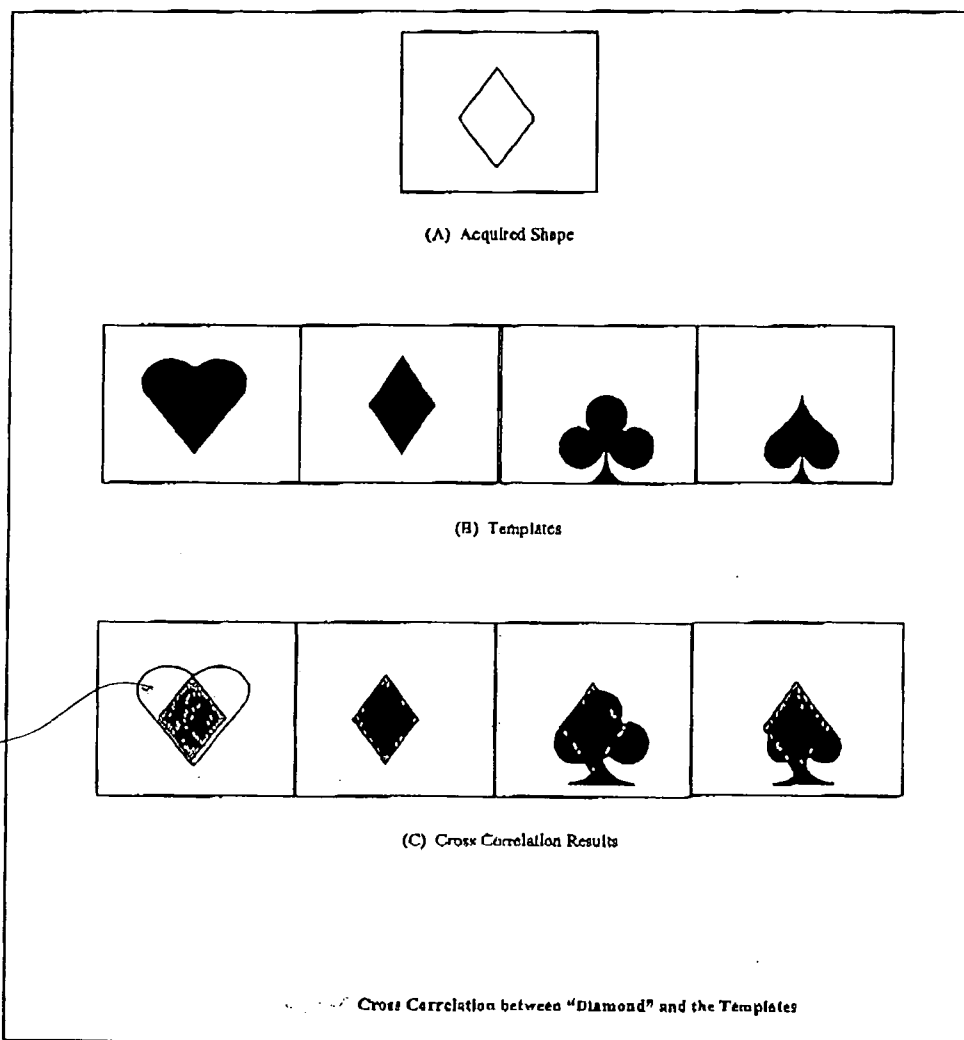 (A) Acquired Shape
(B) Templates
(C) Cross Correlation Results
Cross Correlation between "Diamond" and the Templates